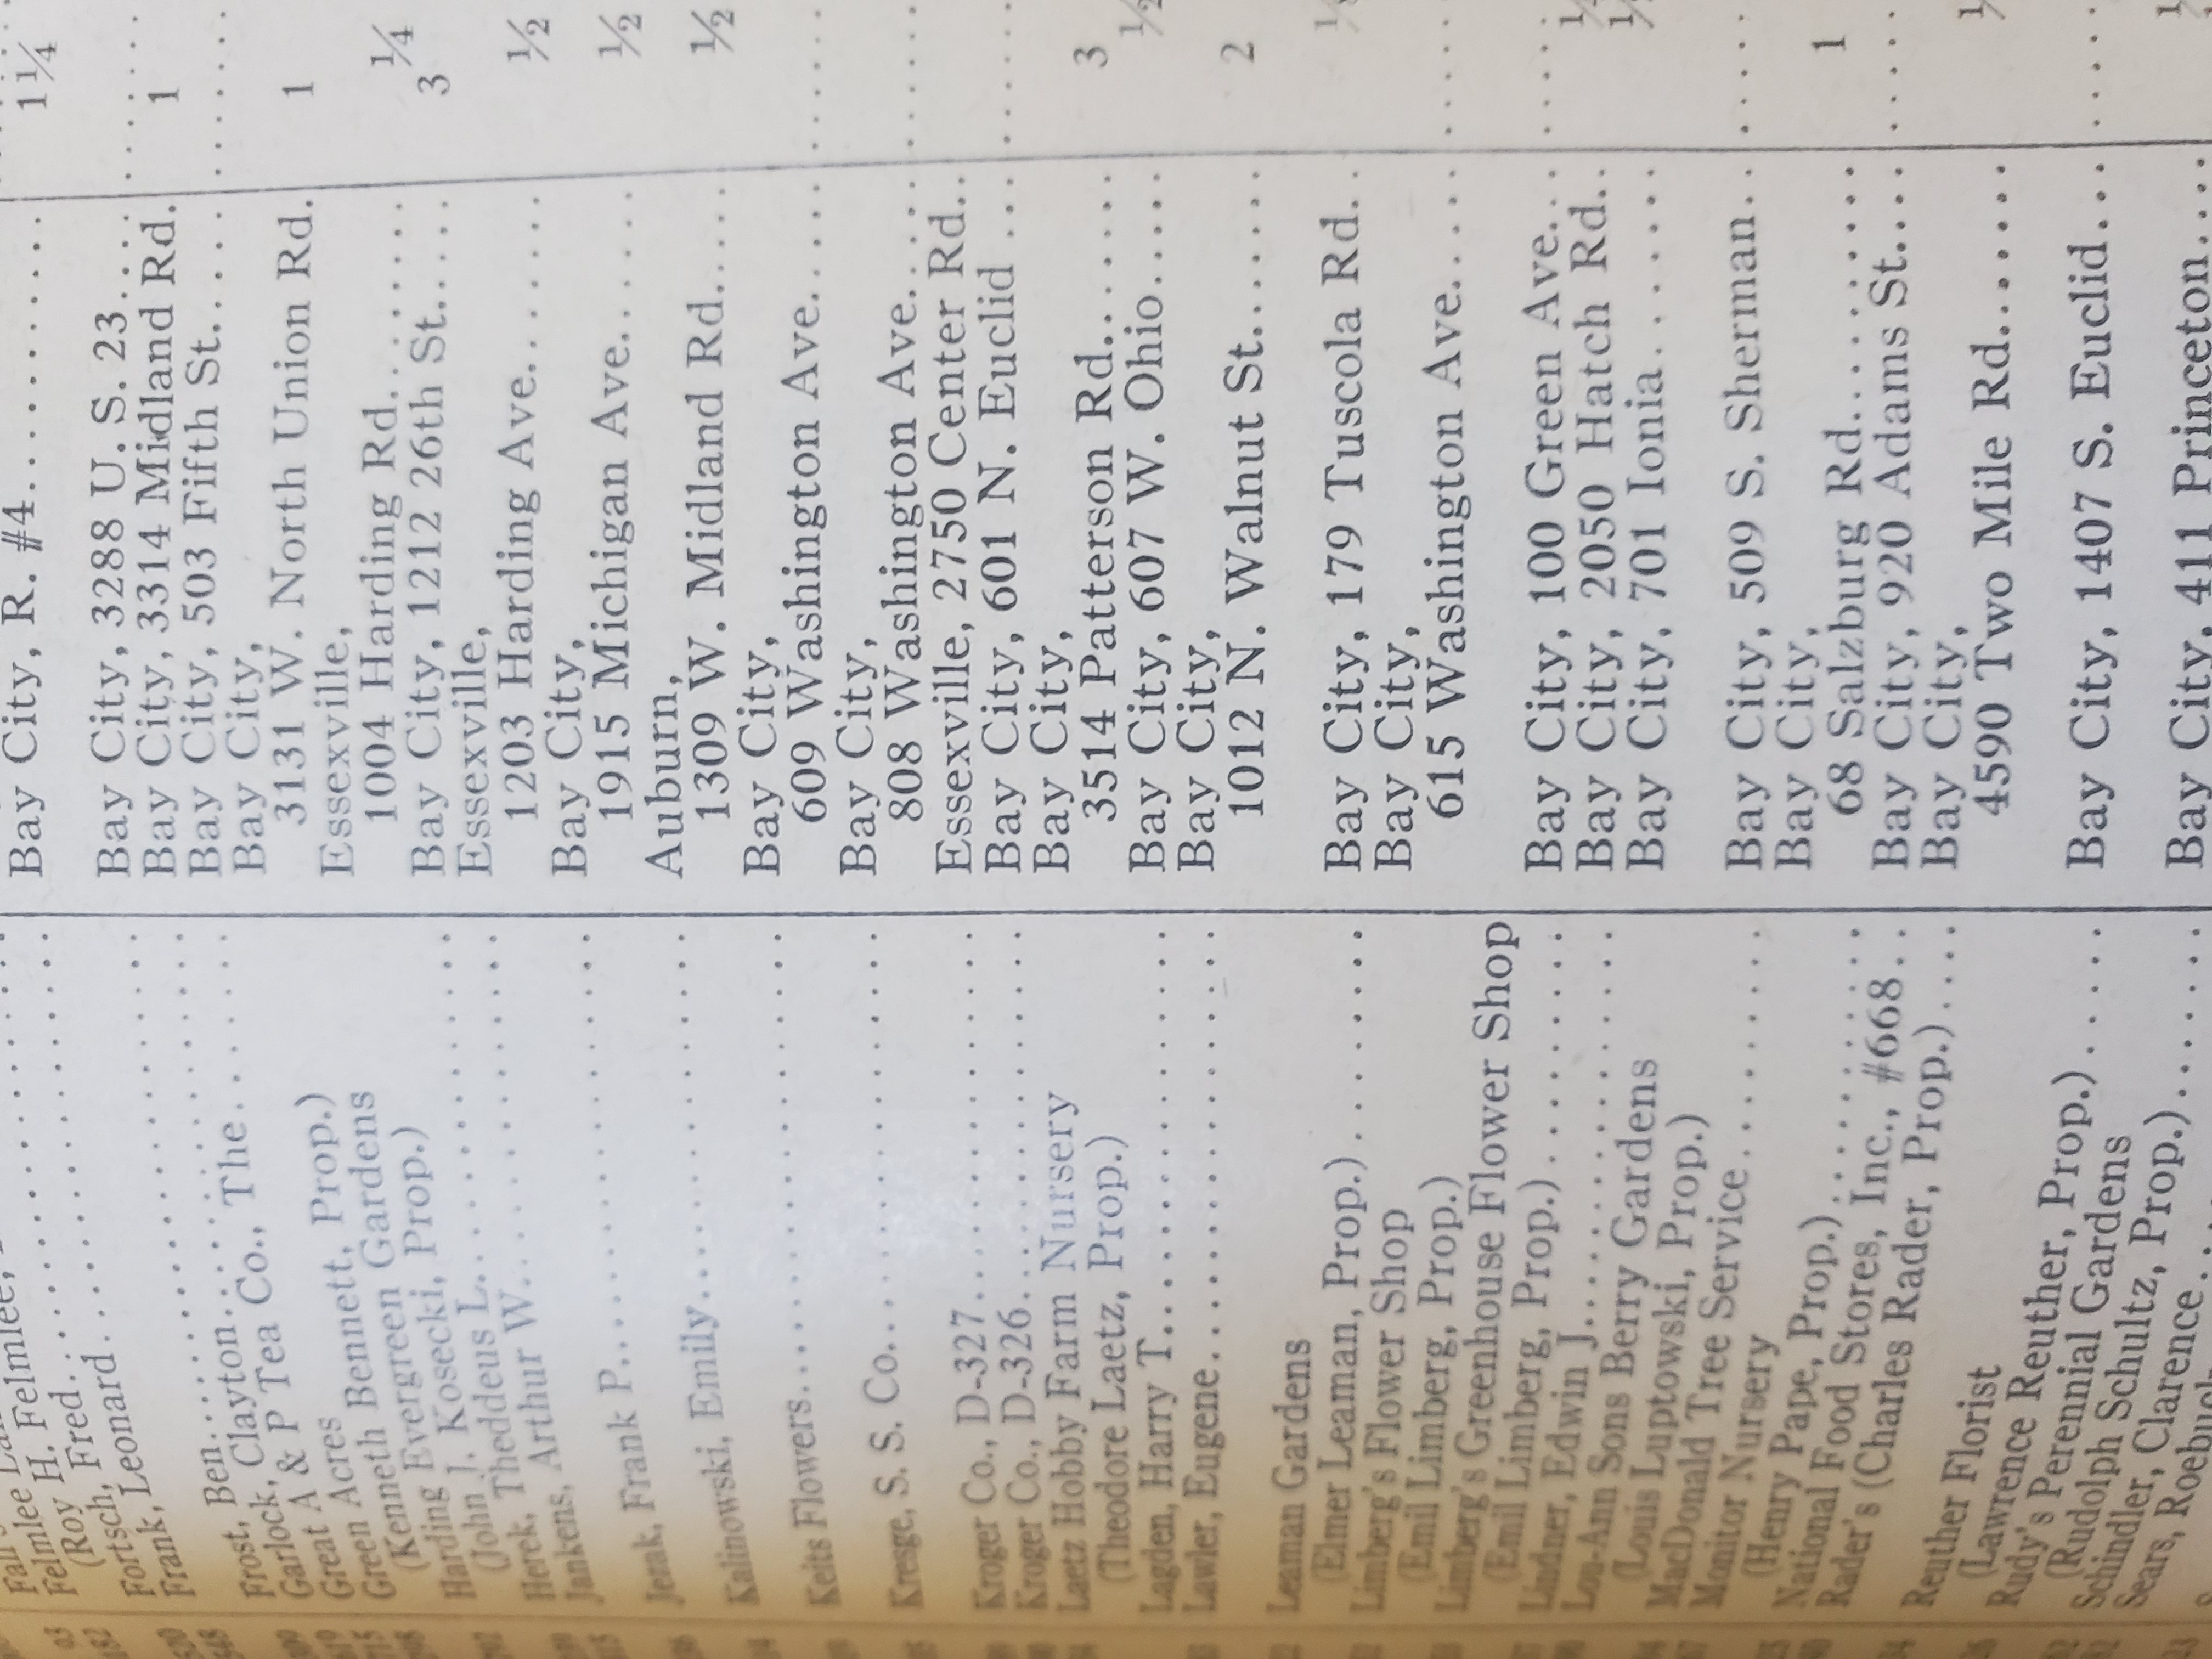 (Roy H. Felmlee,
Fortsch, Fred
Frank, Leonard
Frost, Ben
Garlock, Clayton
Great A & P Tea Co., The
Green Acres
(Kenneth Bennett, Prop.)
Harding Evergreen Gardens
(John J. Kosecki, Prop.)
Herek, Theddeus L.
Jankens, Arthur W.
Jezak, Frank P.
Kalinowski, Emily
Keits Flowers
Kresge, S. S. Co.
Kroger Co., D-327
Kroger Co., D-326
Laetz Hobby Farm Nursery
(Theodore Laetz, Prop.)
Lagden, Harry T.
Lawler, Eugene
Leaman Gardens
(Elmer Leaman, Prop.)
Limberg's Flower Shop
(Emil Limberg, Prop.)
Limberg's Greenhouse Flower Shop
(Emil Limberg, Prop.)
Lindner, Edwin J.
Lou-Ann Sons Berry Gardens
(Louis Luptowski, Prop.)
MacDonald Tree Service
Monitor Nursery
(Henry Pape, Prop.)
National Food Stores, Inc., #668
Rader's (Charles Rader, Prop.)
Reuther Florist
(Lawrence Reuther, Prop.)
Rudy's Perennial Gardens
(Rudolph Schultz, Prop.)
Schindler, Clarence
Sears, Roebuck
Bay City, R. #4
Bay City, 3288 U. S. 23
Bay City, 3314 Midland Rd.
Bay City, 503 Fifth St.
Bay City,
3131 W. North Union Rd.
Essexville,
1004 Harding Rd.
Bay City, 1212 26th St.
Essexville,
1203 Harding Ave.
Bay City,
1915 Michigan Ave.
Auburn,
1309 W. Midland Rd.
Bay City,
609 Washington Ave.
Bay City,
808 Washington Ave.
Essexville, 2750 Center Rd.
Bay City, 601 N. Euclid
Bay City,
3514 Patterson Rd.
Bay City, 607 W. Ohio
Bay City,
1012 N. Walnut St.
Bay City, 179 Tuscola Rd.
Bay City,
615 Washington Ave.
Bay City, 100 Green Ave.
Bay City, 2050 Hatch Rd.
Bay City, 701 Ionia
Bay City, 509 S. Sherman
Bay City,
68 Salzburg Rd.
Bay City, 920 Adams St.
Bay City,
4590 Two Mile Rd.
Bay City, 1407 S. Euclid
Bay City, 411 Princeton
1¼
1
1
¼
3
½
½
½
3
½
2
1